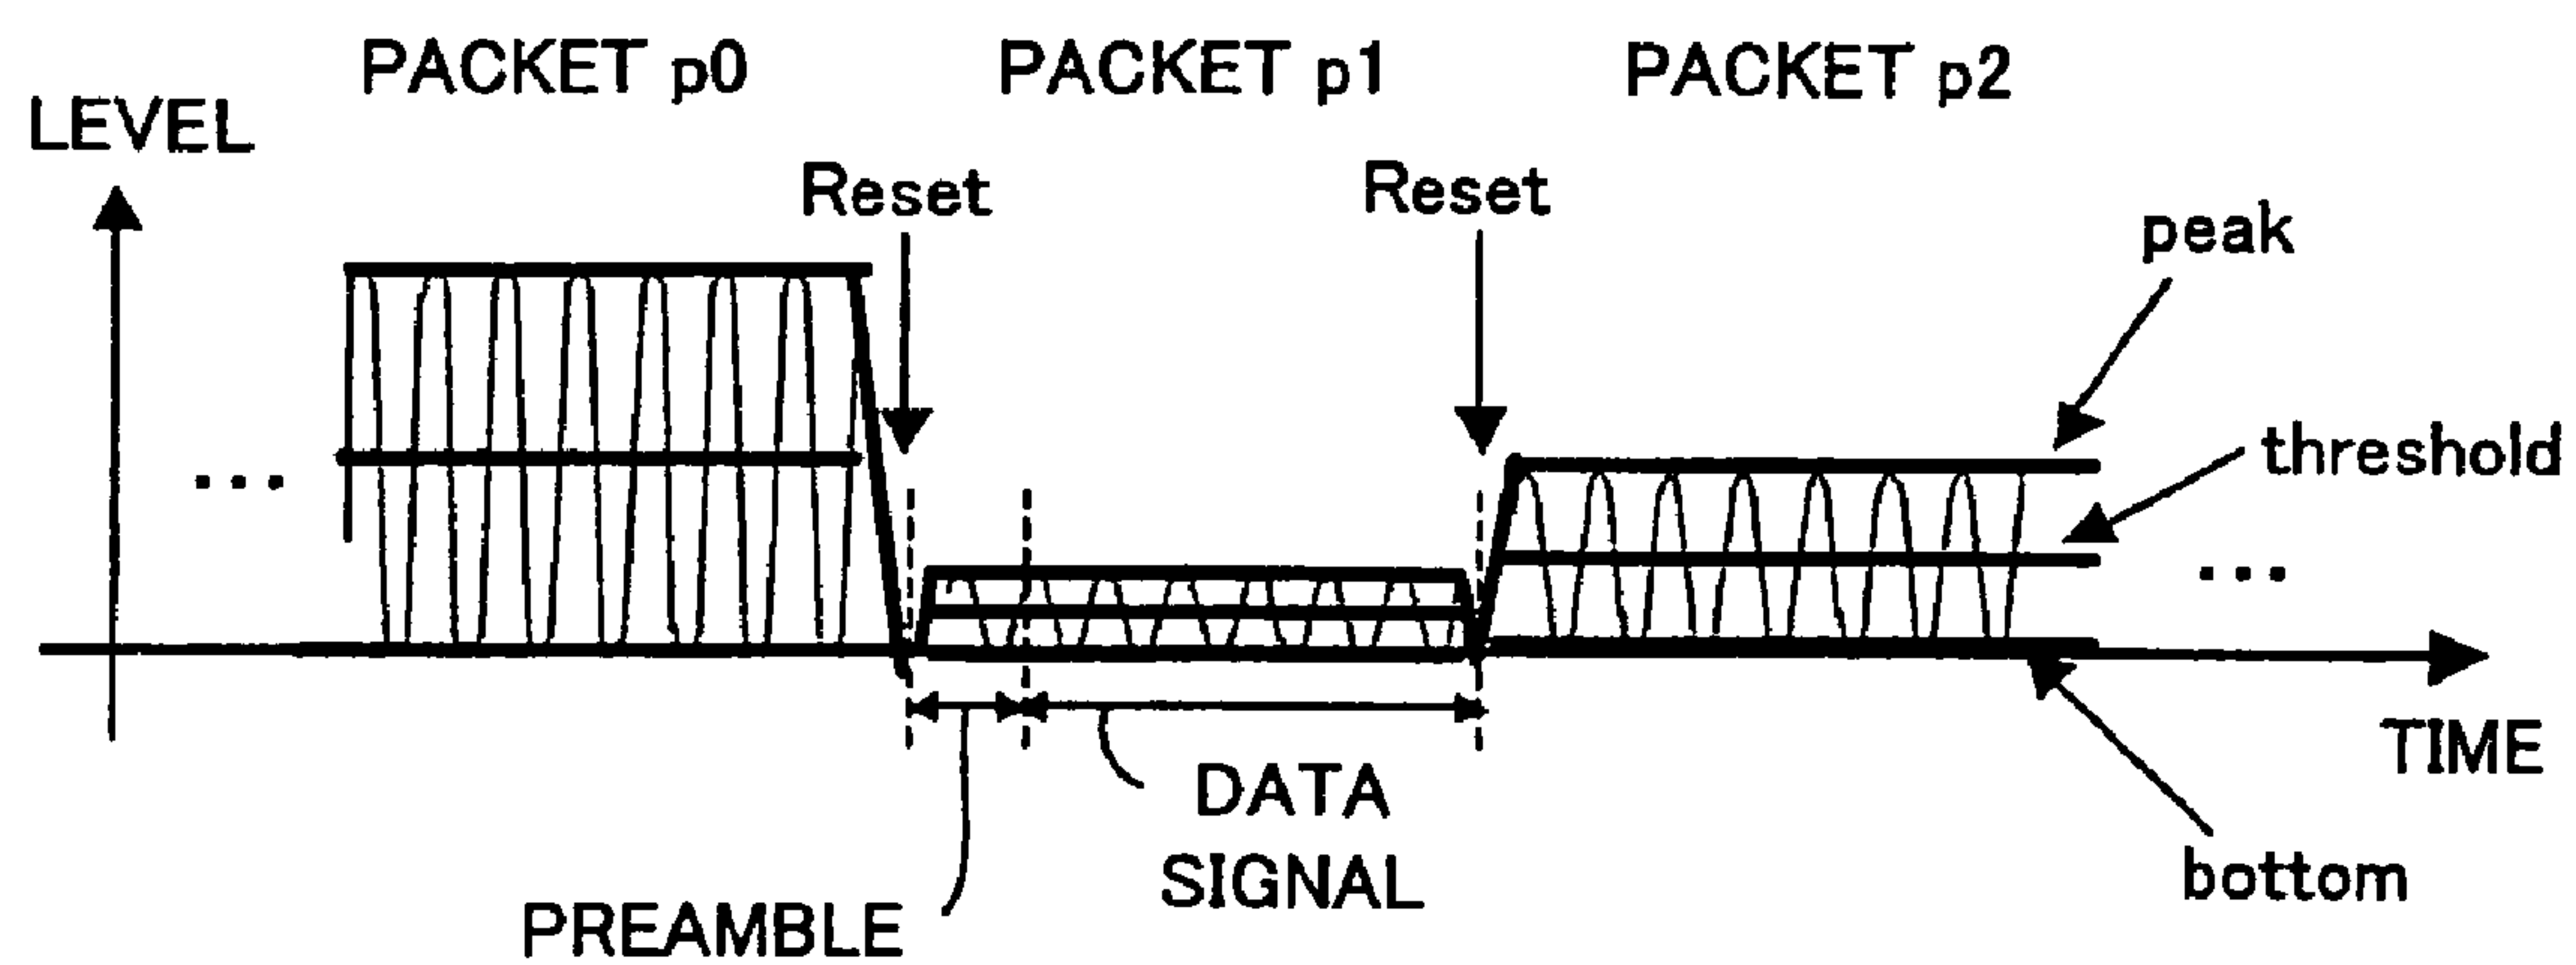 PACKET p0 PACKET p1 PACKET p2
LEVEL
Reset Reset
peak
threshold
... ...
TIME
DATA
SIGNAL
bottom
PREAMBLE